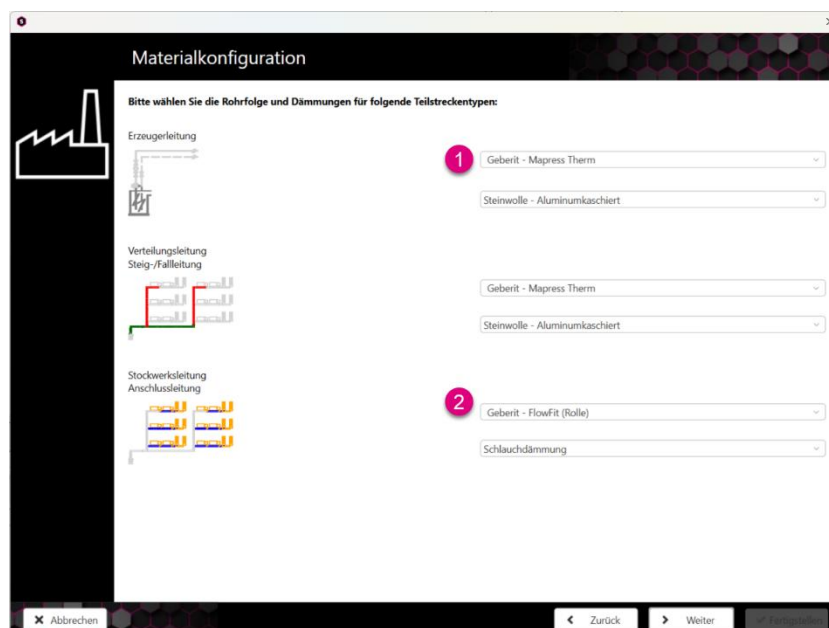 Materialkonfiguration
Bitte wählen Sie die Rohrfolge und Dämmungen für folgende Teilstreckentypen:
Erzeugerleitung
1
Geberit - Mapress Therm
Steinwolle - Aluminumkaschiert
Verteilungsleitung
Steig-/Fallleitung
Geberit - Mapress Therm
Steinwolle - Aluminumkaschiert
Stockwerksleitung
Anschlussleitung
2
Geberit - FlowFit (Rolle)
Schlauchdämmung
Abbrechen
Zurück
Weiter
Fertigstellen